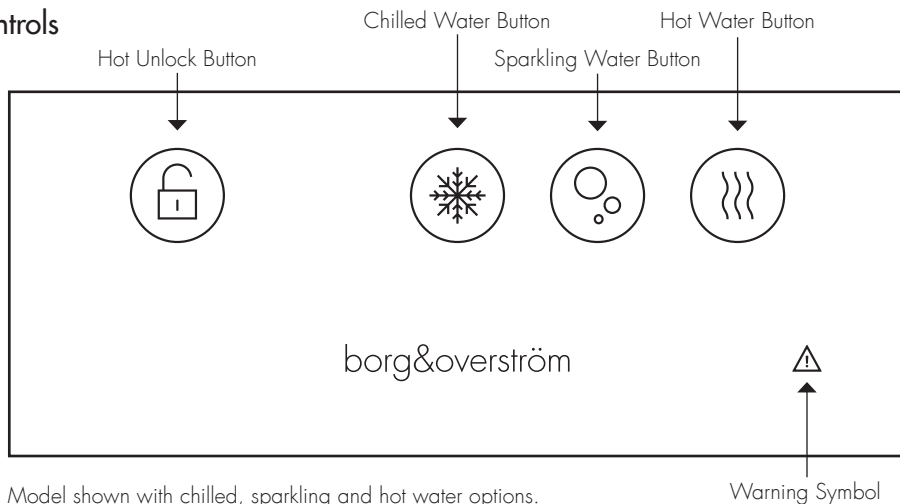 ntrols
Chilled Water Button
Hot Water Button
Hot Unlock Button
Sparkling Water Button
borg&overström
Model shown with chilled, sparkling and hot water options.
Warning Symbol